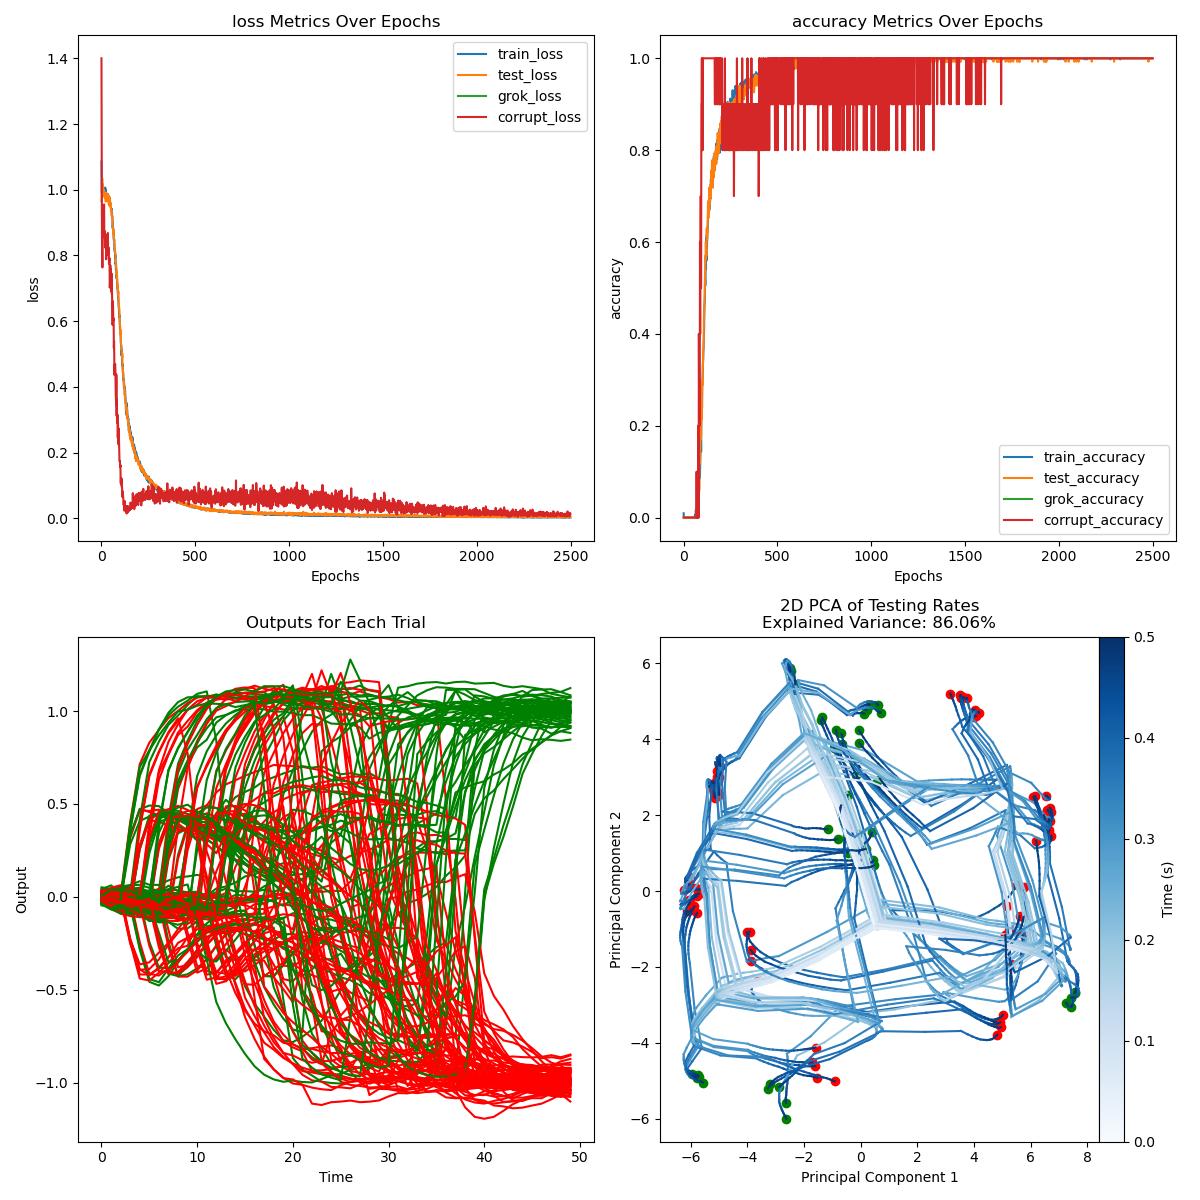 loss Metrics Over Epochs
1.4
1.2
1.0
0.8
0.6
0.4
0.2
0.0
loss
0
500
1000
1500
2000
2500
Epochs
train_loss
test_loss
grok_loss
corrupt_loss
accuracy Metrics Over Epochs
1.0
0.8
0.6
0.4
0.2
0.0
accuracy
0
500
1000
1500
2000
2500
Epochs
train_accuracy
test_accuracy
grok_accuracy
corrupt_accuracy
Outputs for Each Trial
1.0
0.5
0.0
−0.5
−1.0
Output
0
10
20
30
40
50
Time
2D PCA of Testing Rates
Explained Variance: 86.06%
6
4
2
0
−2
−4
−6
Principal Component 2
−6
−4
−2
0
2
4
6
8
Principal Component 1
0.5
0.4
0.3
0.2
0.1
0.0
Time (s)